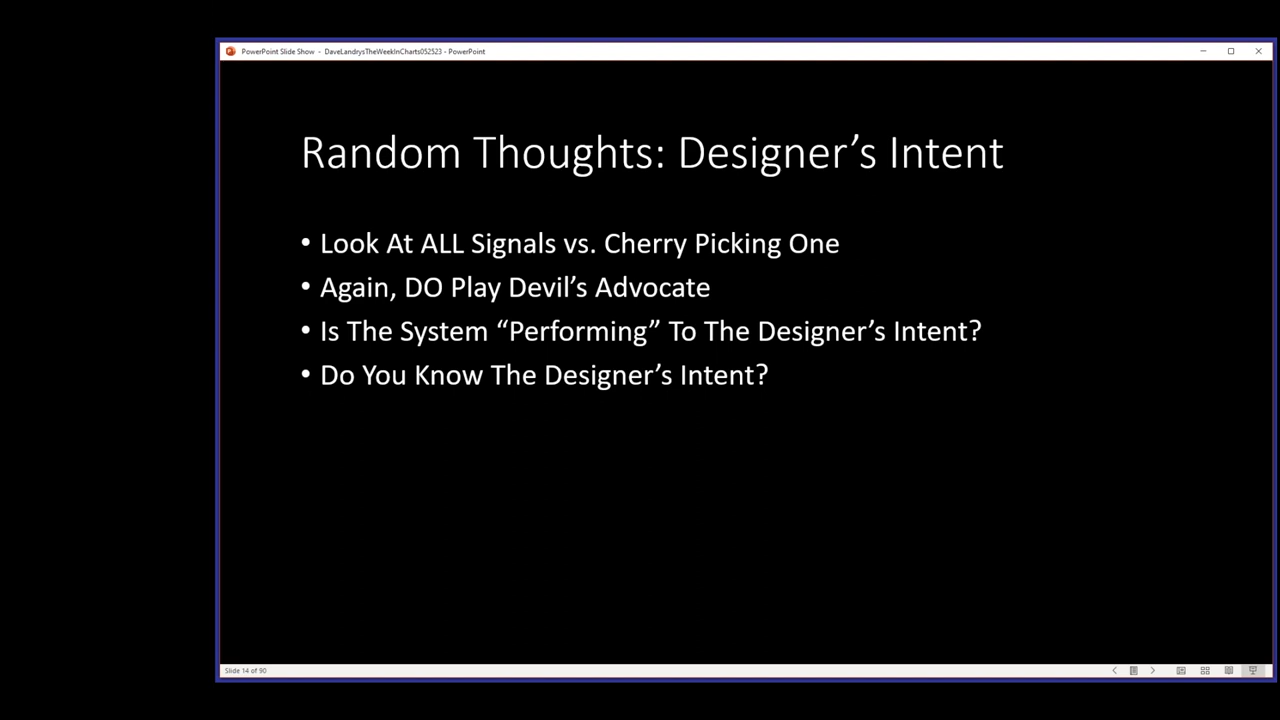 PowerPoint Slide Show - DaveLandrysTheWeekInCharts052523 - PowerPoint
Random Thoughts: Designer’s Intent
• Look At ALL Signals vs. Cherry Picking One
• Again, DO Play Devil’s Advocate
• Is The System “Performing” To The Designer’s Intent?
• Do You Know The Designer’s Intent?
Slide 14 of 90